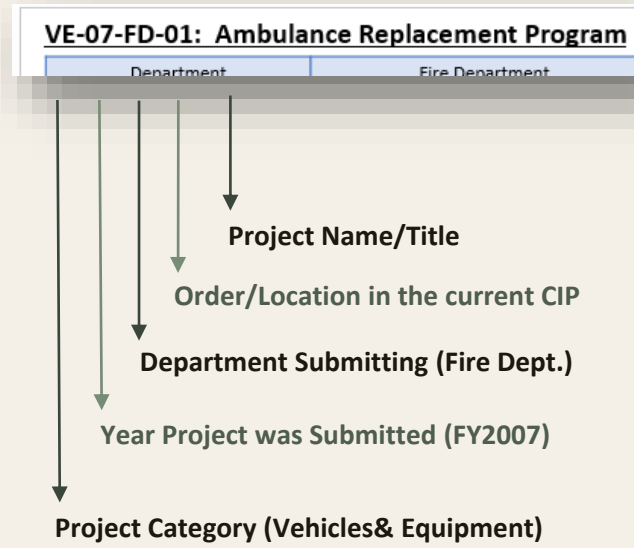 VE-07-FD-01: Ambulance Replacement Program
Department Fire Department
Project Name/Title
Order/Location in the current CIP
Department Submitting (Fire Dept.)
Year Project was Submitted (FY2007)
Project Category (Vehicles& Equipment)